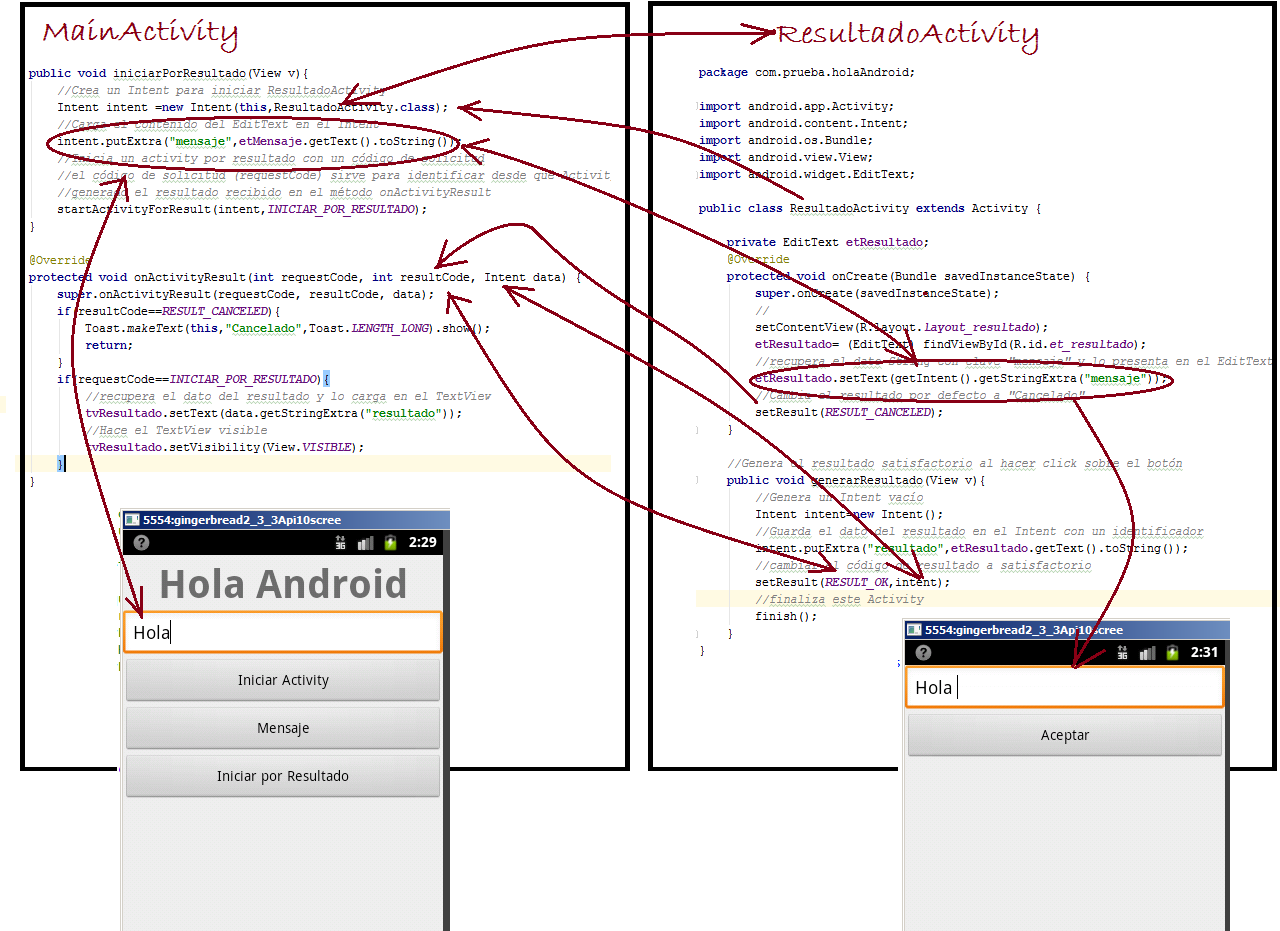 MainActivity
public void iniciarPorResultado(View v){
//Crea un Intent para iniciar ResultadoActivity
Intent intent =new Intent(this,ResultadoActivity.class);
//Carga el contenido del EditText en el Intent
intent.putExtra("mensaje",etMensaje.getText().toString());
//Inicia un activity por resultado con un código de solicitud
//el código de solicitud (requestCode) sirve para identificar desde que Activit
//generado el resultado recibido en el método onActivityResult
startActivityForResult(intent,INICIAR_POR_RESULTADO);
}
@Override
protected void onActivityResult(int requestCode, int resultCode, Intent data) {
super.onActivityResult(requestCode, resultCode, data);
if(resultCode==RESULT_CANCELED){
Toast.makeText(this,"Cancelado",Toast.LENGTH_LONG).show();
return;
}
if(requestCode==INICIAR_POR_RESULTADO){
//recupera el dato del resultado y lo carga en el TextView
tvResultado.setText(data.getStringExtra("resultado"));
//Hace el TextView visible
tvResultado.setVisibility(View.VISIBLE);
}
}
5554:gingerbread2_3_3Api10scree
3G 2:29
Hola Android
Hola
Iniciar Activity
Mensaje
Iniciar por Resultado
ResultadoActivity
package com.prueba.holaAndroid;
import android.app.Activity;
import android.content.Intent;
import android.os.Bundle;
import android.view.View;
import android.widget.EditText;
public class ResultadoActivity extends Activity {
private EditText etResultado;
@Override
protected void onCreate(Bundle savedInstanceState) {
super.onCreate(savedInstanceState);
//
setContentView(R.layout.layout_resultado);
etResultado= (EditText) findViewById(R.id.et_resultado);
//recupera el dato String con clave "mensaje" y lo presenta en el EditText
etResultado.setText(getIntent().getStringExtra("mensaje"));
//Cambia el resultado por defecto a "Cancelado"
setResult(RESULT_CANCELED);
}
//Genera el resultado satisfactorio al hacer click sobre el botón
public void generarResultado(View v){
//Genera un Intent vacío
Intent intent=new Intent();
//Guarda el dato del resultado en el Intent con un identificador
intent.putExtra("resultado",etResultado.getText().toString());
//cambiar el código de resultado a satisfactorio
setResult(RESULT_OK,intent);
//finaliza este Activity
finish();
}
}
5554:gingerbread2_3_3Api10scree
3G 2:31
Hola
Aceptar